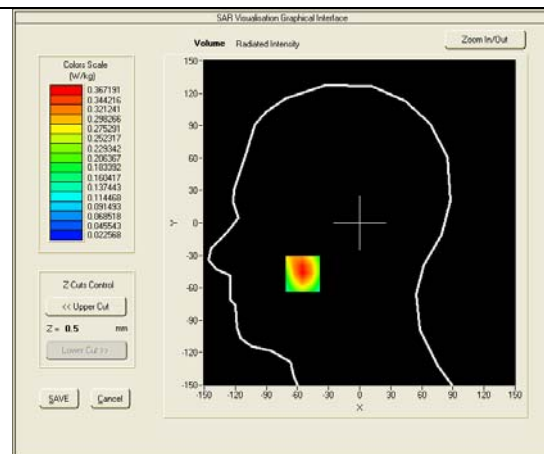 SAR Visualisation Graphical Interface
Volume Radiated Intensity
Zoom In/Out
Colors Scale
(W/kg)
0.367191
0.344216
0.321241
0.298266
0.275291
0.252317
0.229342
0.206367
0.183392
0.160417
0.137443
0.114468
0.091493
0.068518
0.045543
0.022568
150
120
90
60
30
0
-30
-60
-90
-120
-150
Y
-150 -120 -90 -60 -30 0 30 60 90 120 150
X
Z Cuts Control
<< Upper Cut
Z = 0.5 mm
Lower Cut >>
SAVE Cancel